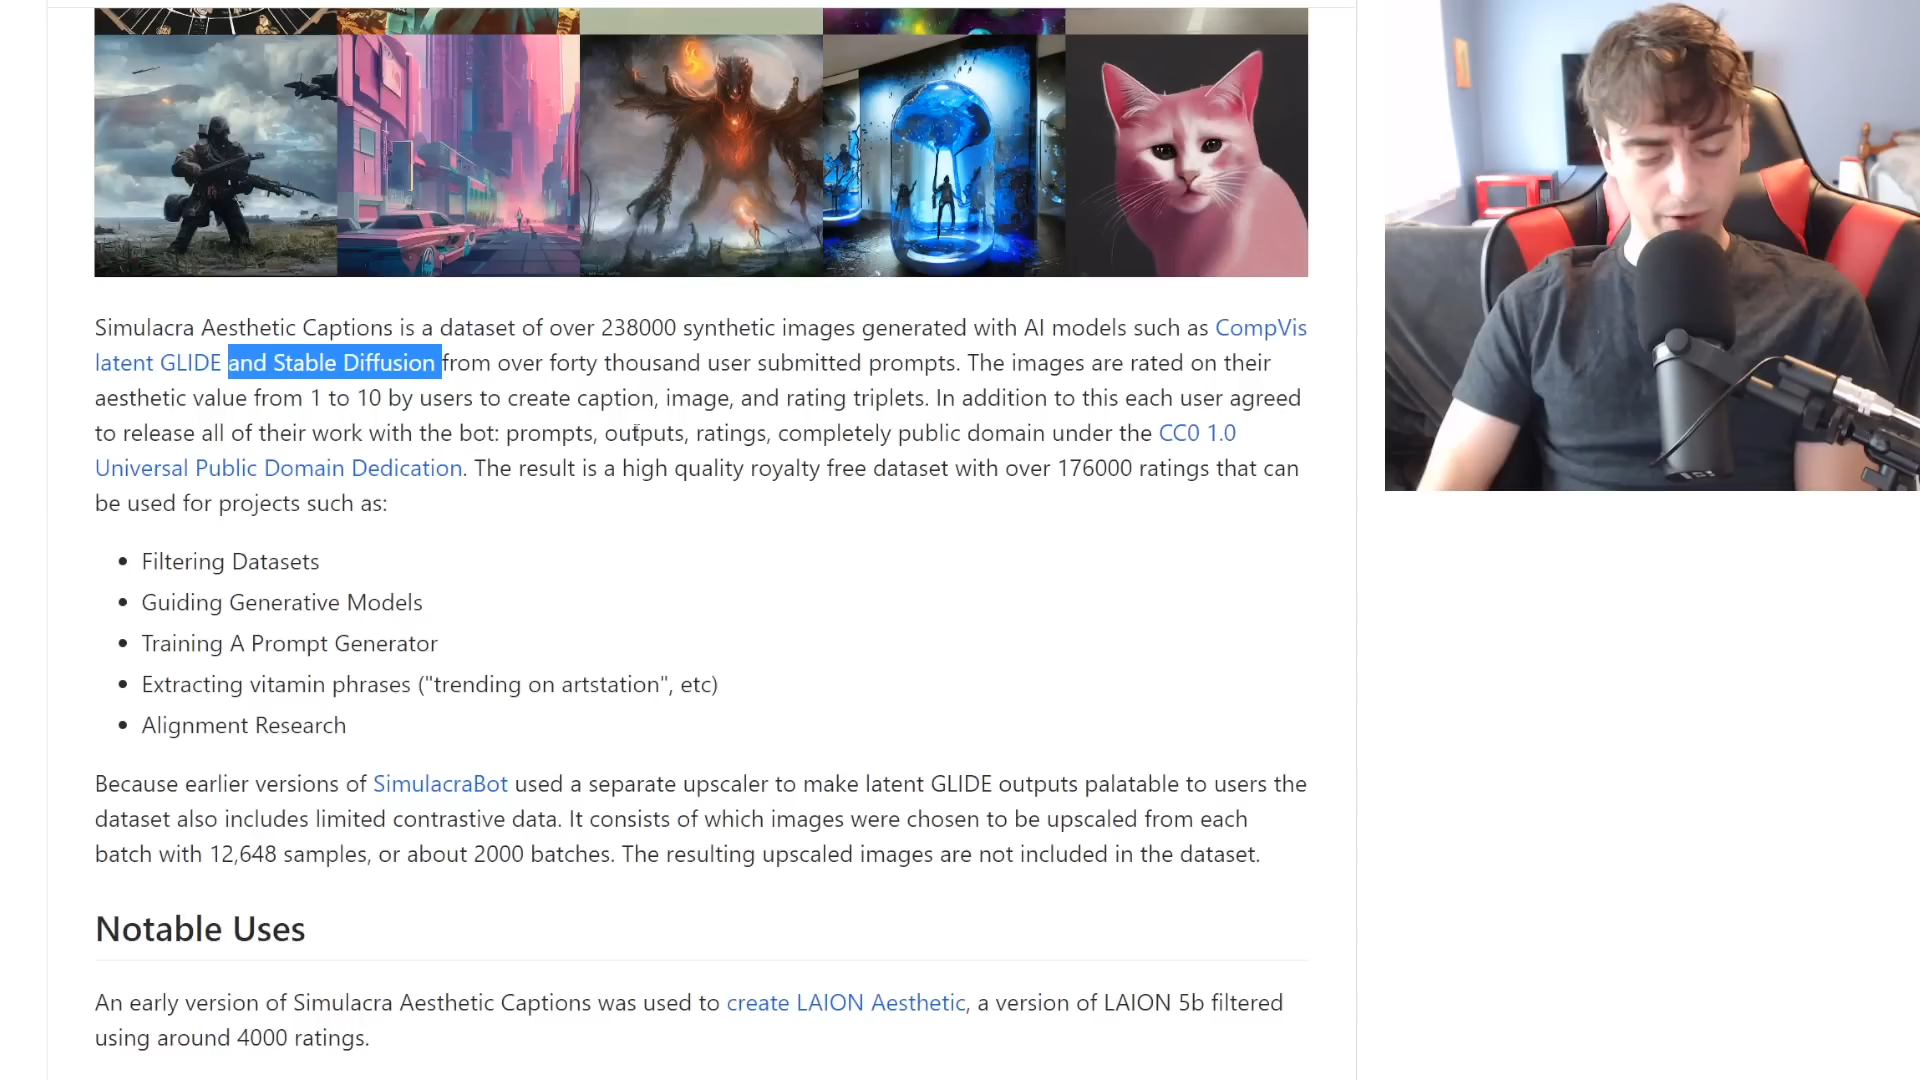 Simulacra Aesthetic Captions is a dataset of over 238000 synthetic images generated with AI models such as CompVis
latent GLIDE and Stable Diffusion from over forty thousand user submitted prompts. The images are rated on their
aesthetic value from 1 to 10 by users to create caption, image, and rating triplets. In addition to this each user agreed
to release all of their work with the bot: prompts, outputs, ratings, completely public domain under the CC0 1.0
Universal Public Domain Dedication. The result is a high quality royalty free dataset with over 176000 ratings that can
be used for projects such as:
• Filtering Datasets
• Guiding Generative Models
• Training A Prompt Generator
• Extracting vitamin phrases ("trending on artstation", etc)
• Alignment Research
Because earlier versions of SimulacraBot used a separate upscaler to make latent GLIDE outputs palatable to users the
dataset also includes limited contrastive data. It consists of which images were chosen to be upscaled from each
batch with 12,648 samples, or about 2000 batches. The resulting upscaled images are not included in the dataset.
Notable Uses
An early version of Simulacra Aesthetic Captions was used to create LAION Aesthetic, a version of LAION 5b filtered
using around 4000 ratings.